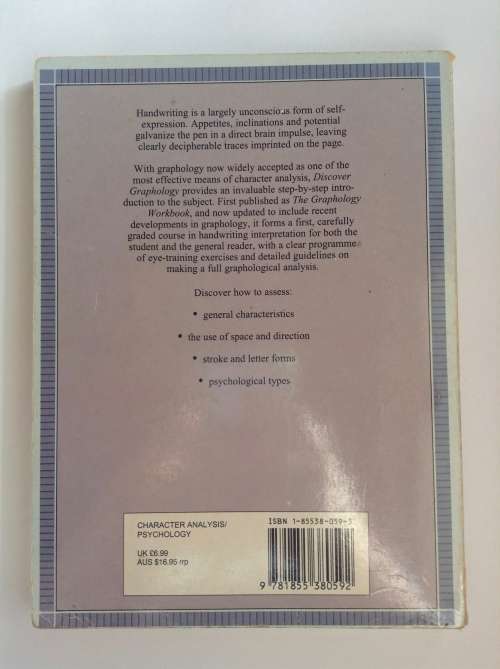 Handwriting is a largely unconscious form of self-
expression. Appetites, inclinations and potential
galvanize the pen in a direct brain impulse, leaving
clearly decipherable traces imprinted on the page.
With graphology now widely accepted as one of the
most effective means of character analysis, Discover
Graphology provides an invaluable step-by-step intro-
duction to the subject. First published as The Graphology
Workbook, and now updated to include recent
developments in graphology, it forms a first, carefully
graded course in handwriting interpretation for both the
student and the general reader, with a clear programme
of eye-training exercises and detailed guidelines on
making a full graphological analysis.
Discover how to assess:
• general characteristics
• the use of space and direction
• stroke and letter forms
• psychological types
CHARACTER ANALYSIS/
PSYCHOLOGY
UK £6.99
AUS $16.95 rrp
ISBN 1-85538-059-5
9 781855 380592